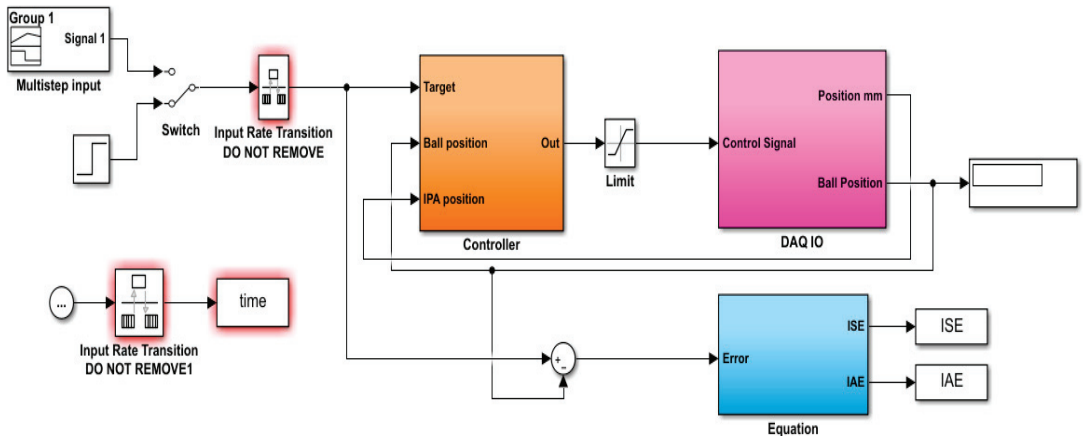 Group 1
Signal 1
Multistep input
Switch
Input Rate Transition
DO NOT REMOVE
Target
Ball position
IPA position
Out
Controller
Limit
Control Signal
Position mm
Ball Position
DAQ IO
...
Input Rate Transition
DO NOT REMOVE1
time
+
–
Error
ISE
IAE
Equation
ISE
IAE